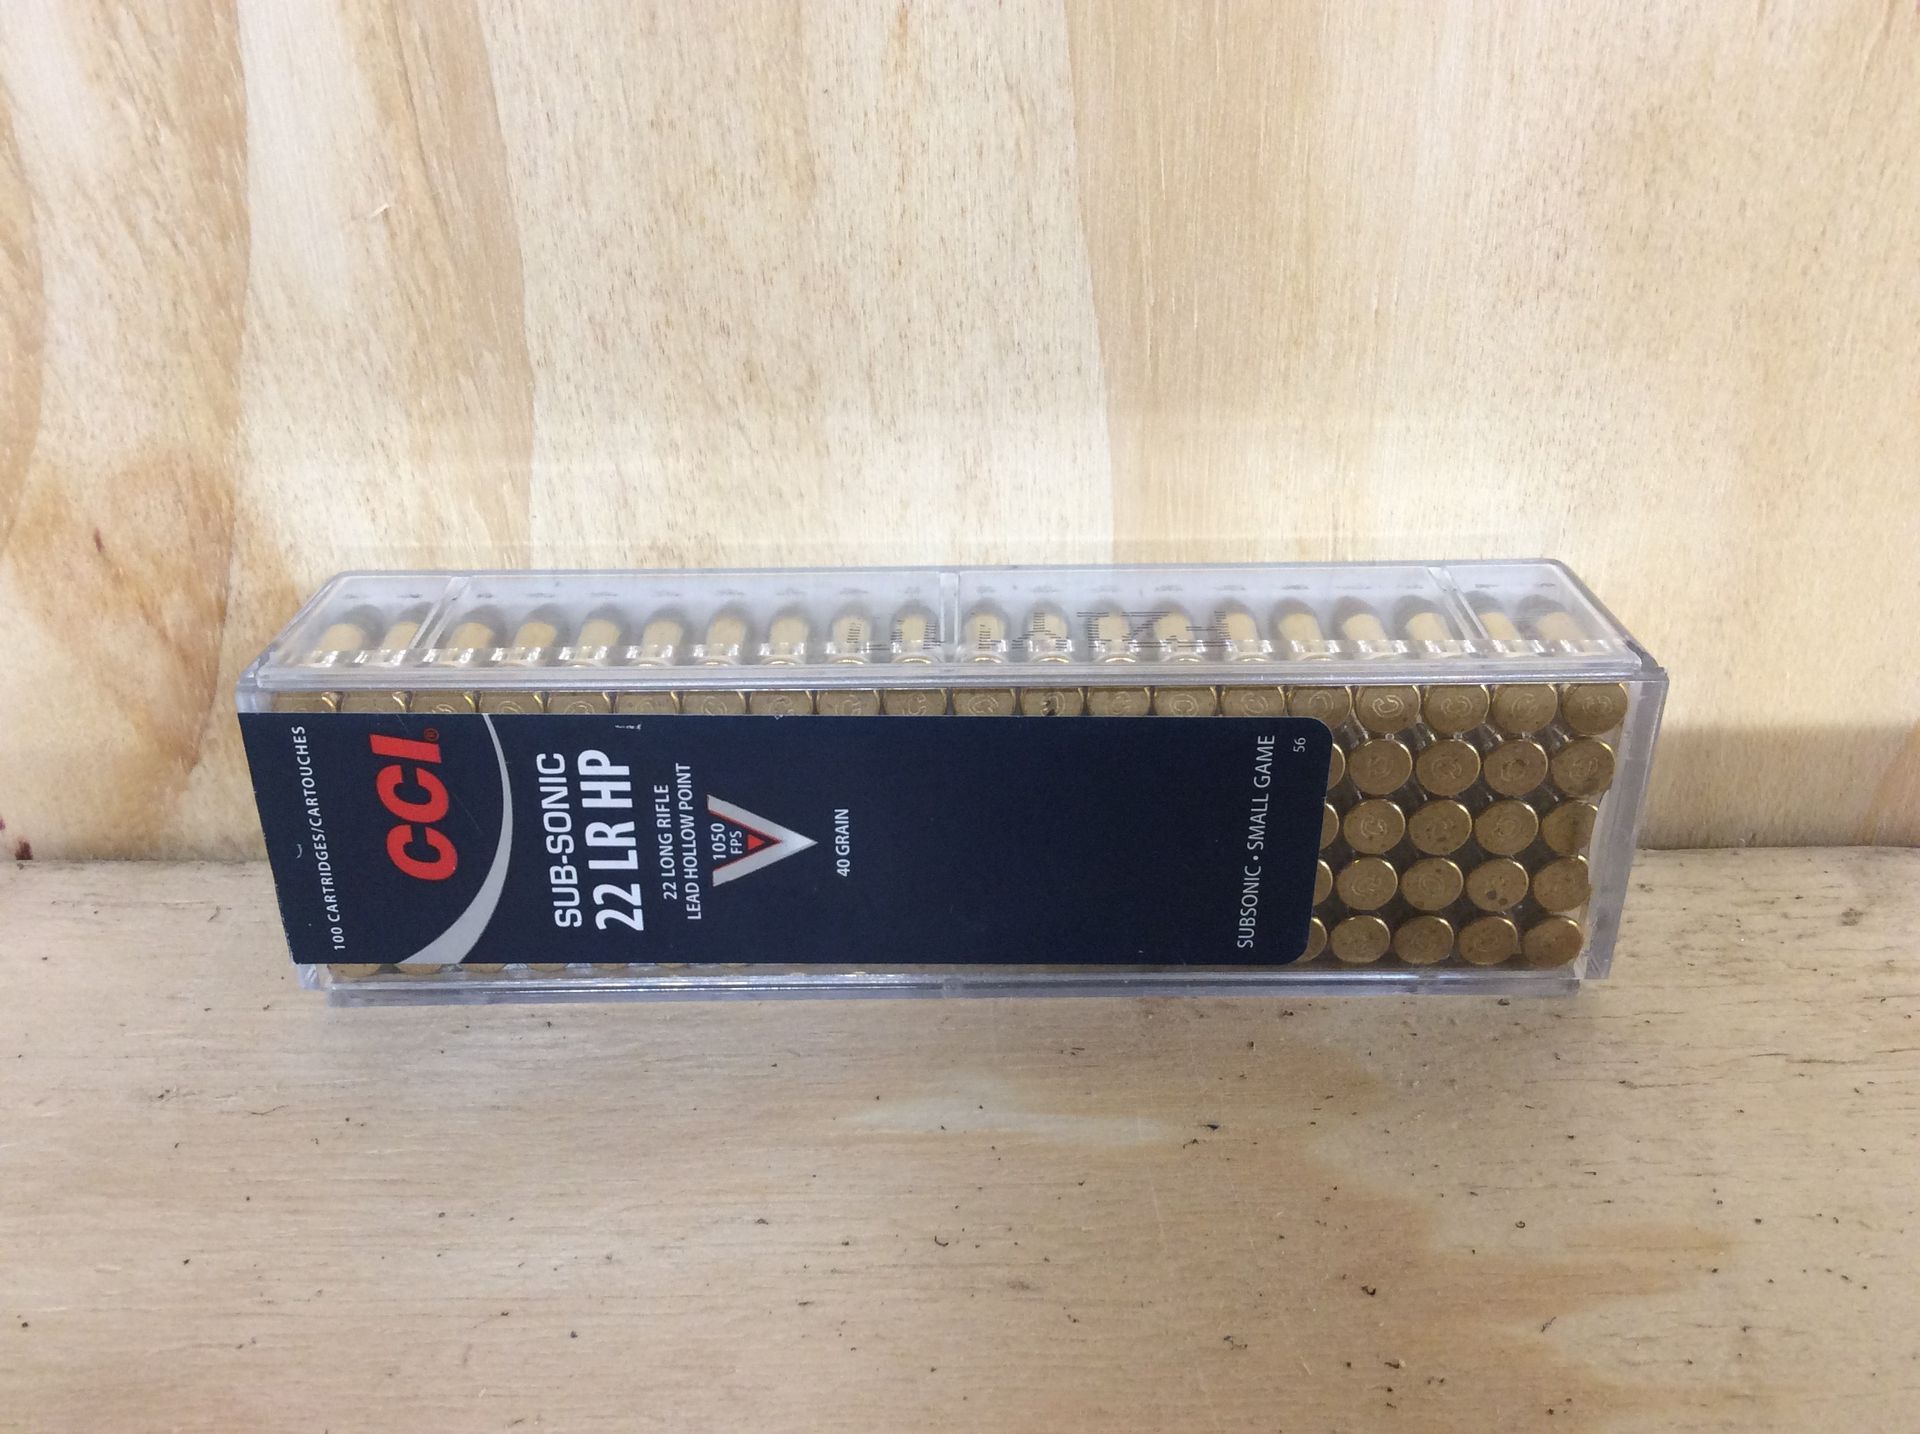 100 CARTRIDGES/CARTOUCHES
CCI®
SUB-SONIC
22 LR HP
22 LONG RIFLE
LEAD HOLLOW POINT
1050
FPS
40 GRAIN
SUBSONIC • SMALL GAME
56